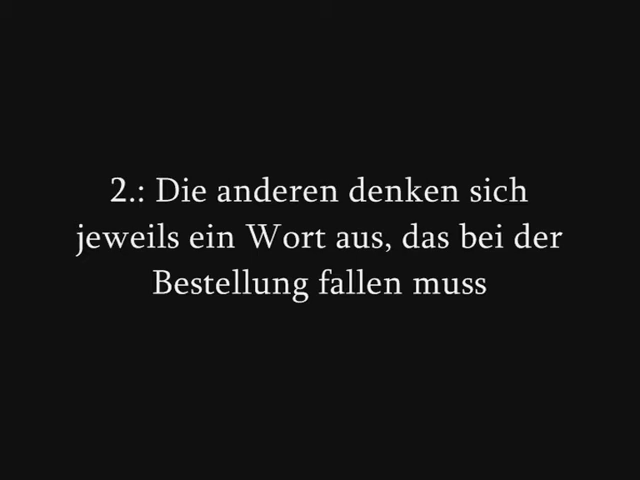 2.: Die anderen denken sich
jeweils ein Wort aus, das bei der
Bestellung fallen muss